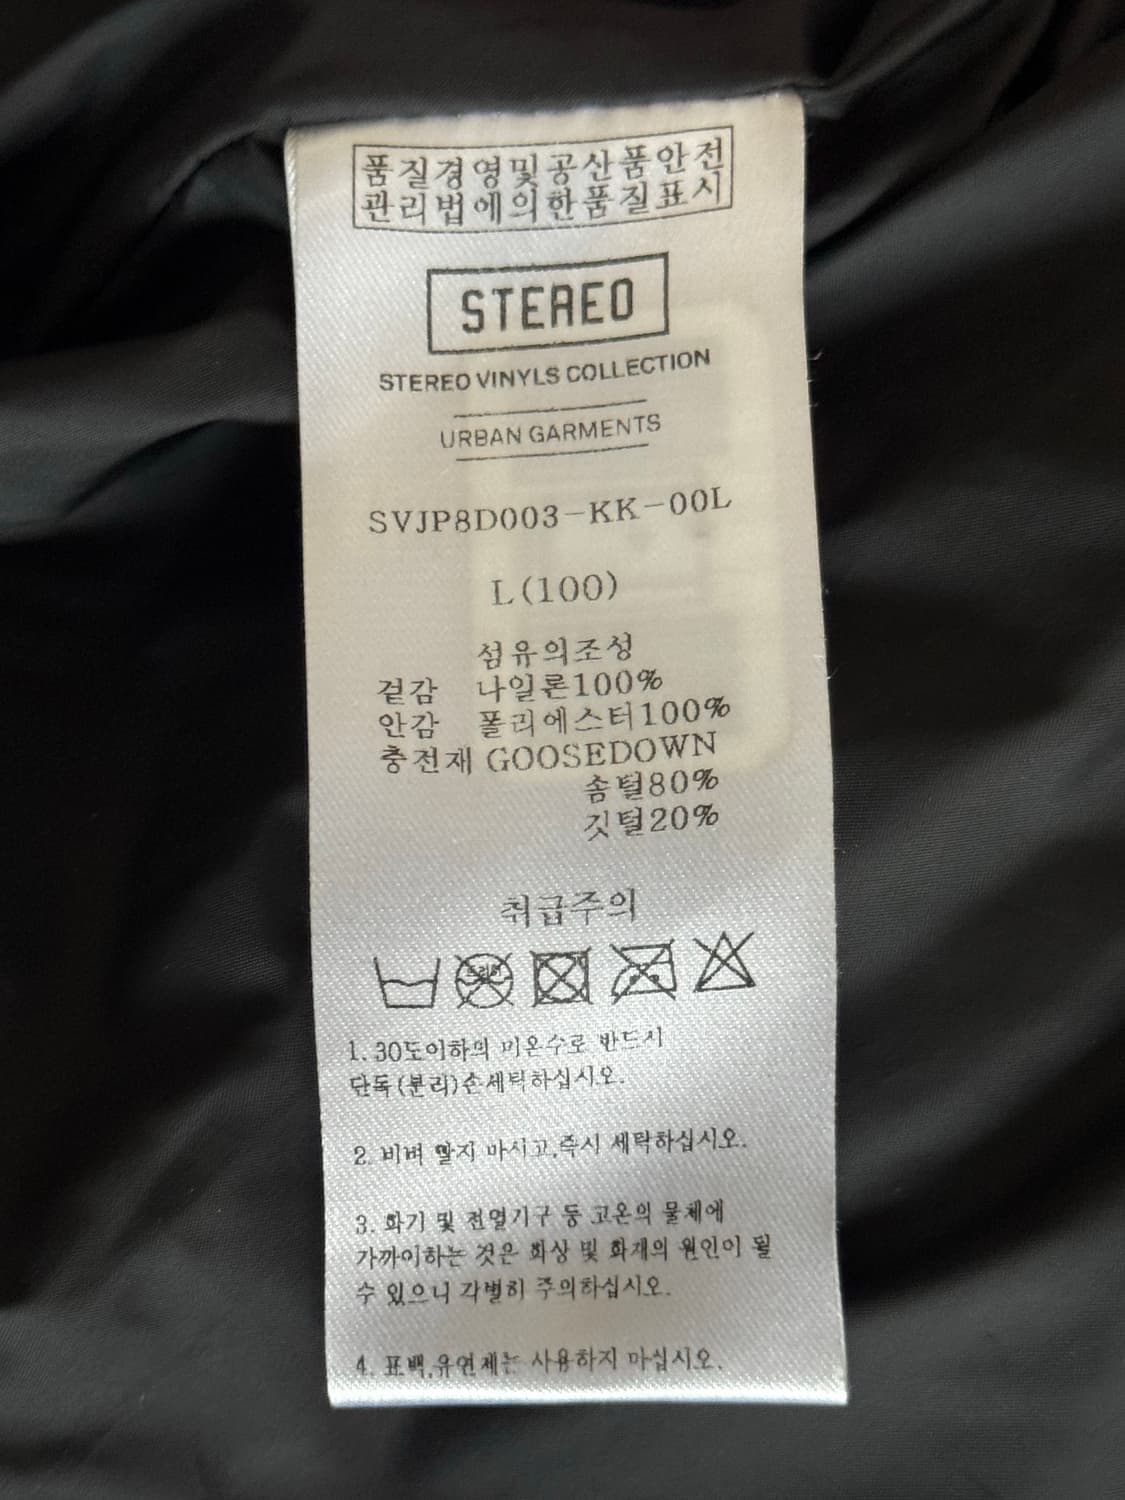 품질경영및공산품안전
관리법에의한품질표시
STEREO
STEREO VINYLS COLLECTION
URBAN GARMENTS
SVJP8D003-KK-00L
L(100)
섬유의조성
겉감 나일론100%
안감 폴리에스터100%
충전재 GOOSEDOWN
솜털80%
깃털20%
취급주의
1. 30도이하의 미온수로 반드시
단독(분리)손세탁하십시오.
2. 비벼 빨지 마시고,즉시 세탁하십시오.
3. 화기 및 전열기구 등 고온의 물체에
가까이하는 것은 화상 및 화재의 원인이 될
수 있으니 각별히 주의하십시오.
4. 표백,유연제는 사용하지 마십시오.